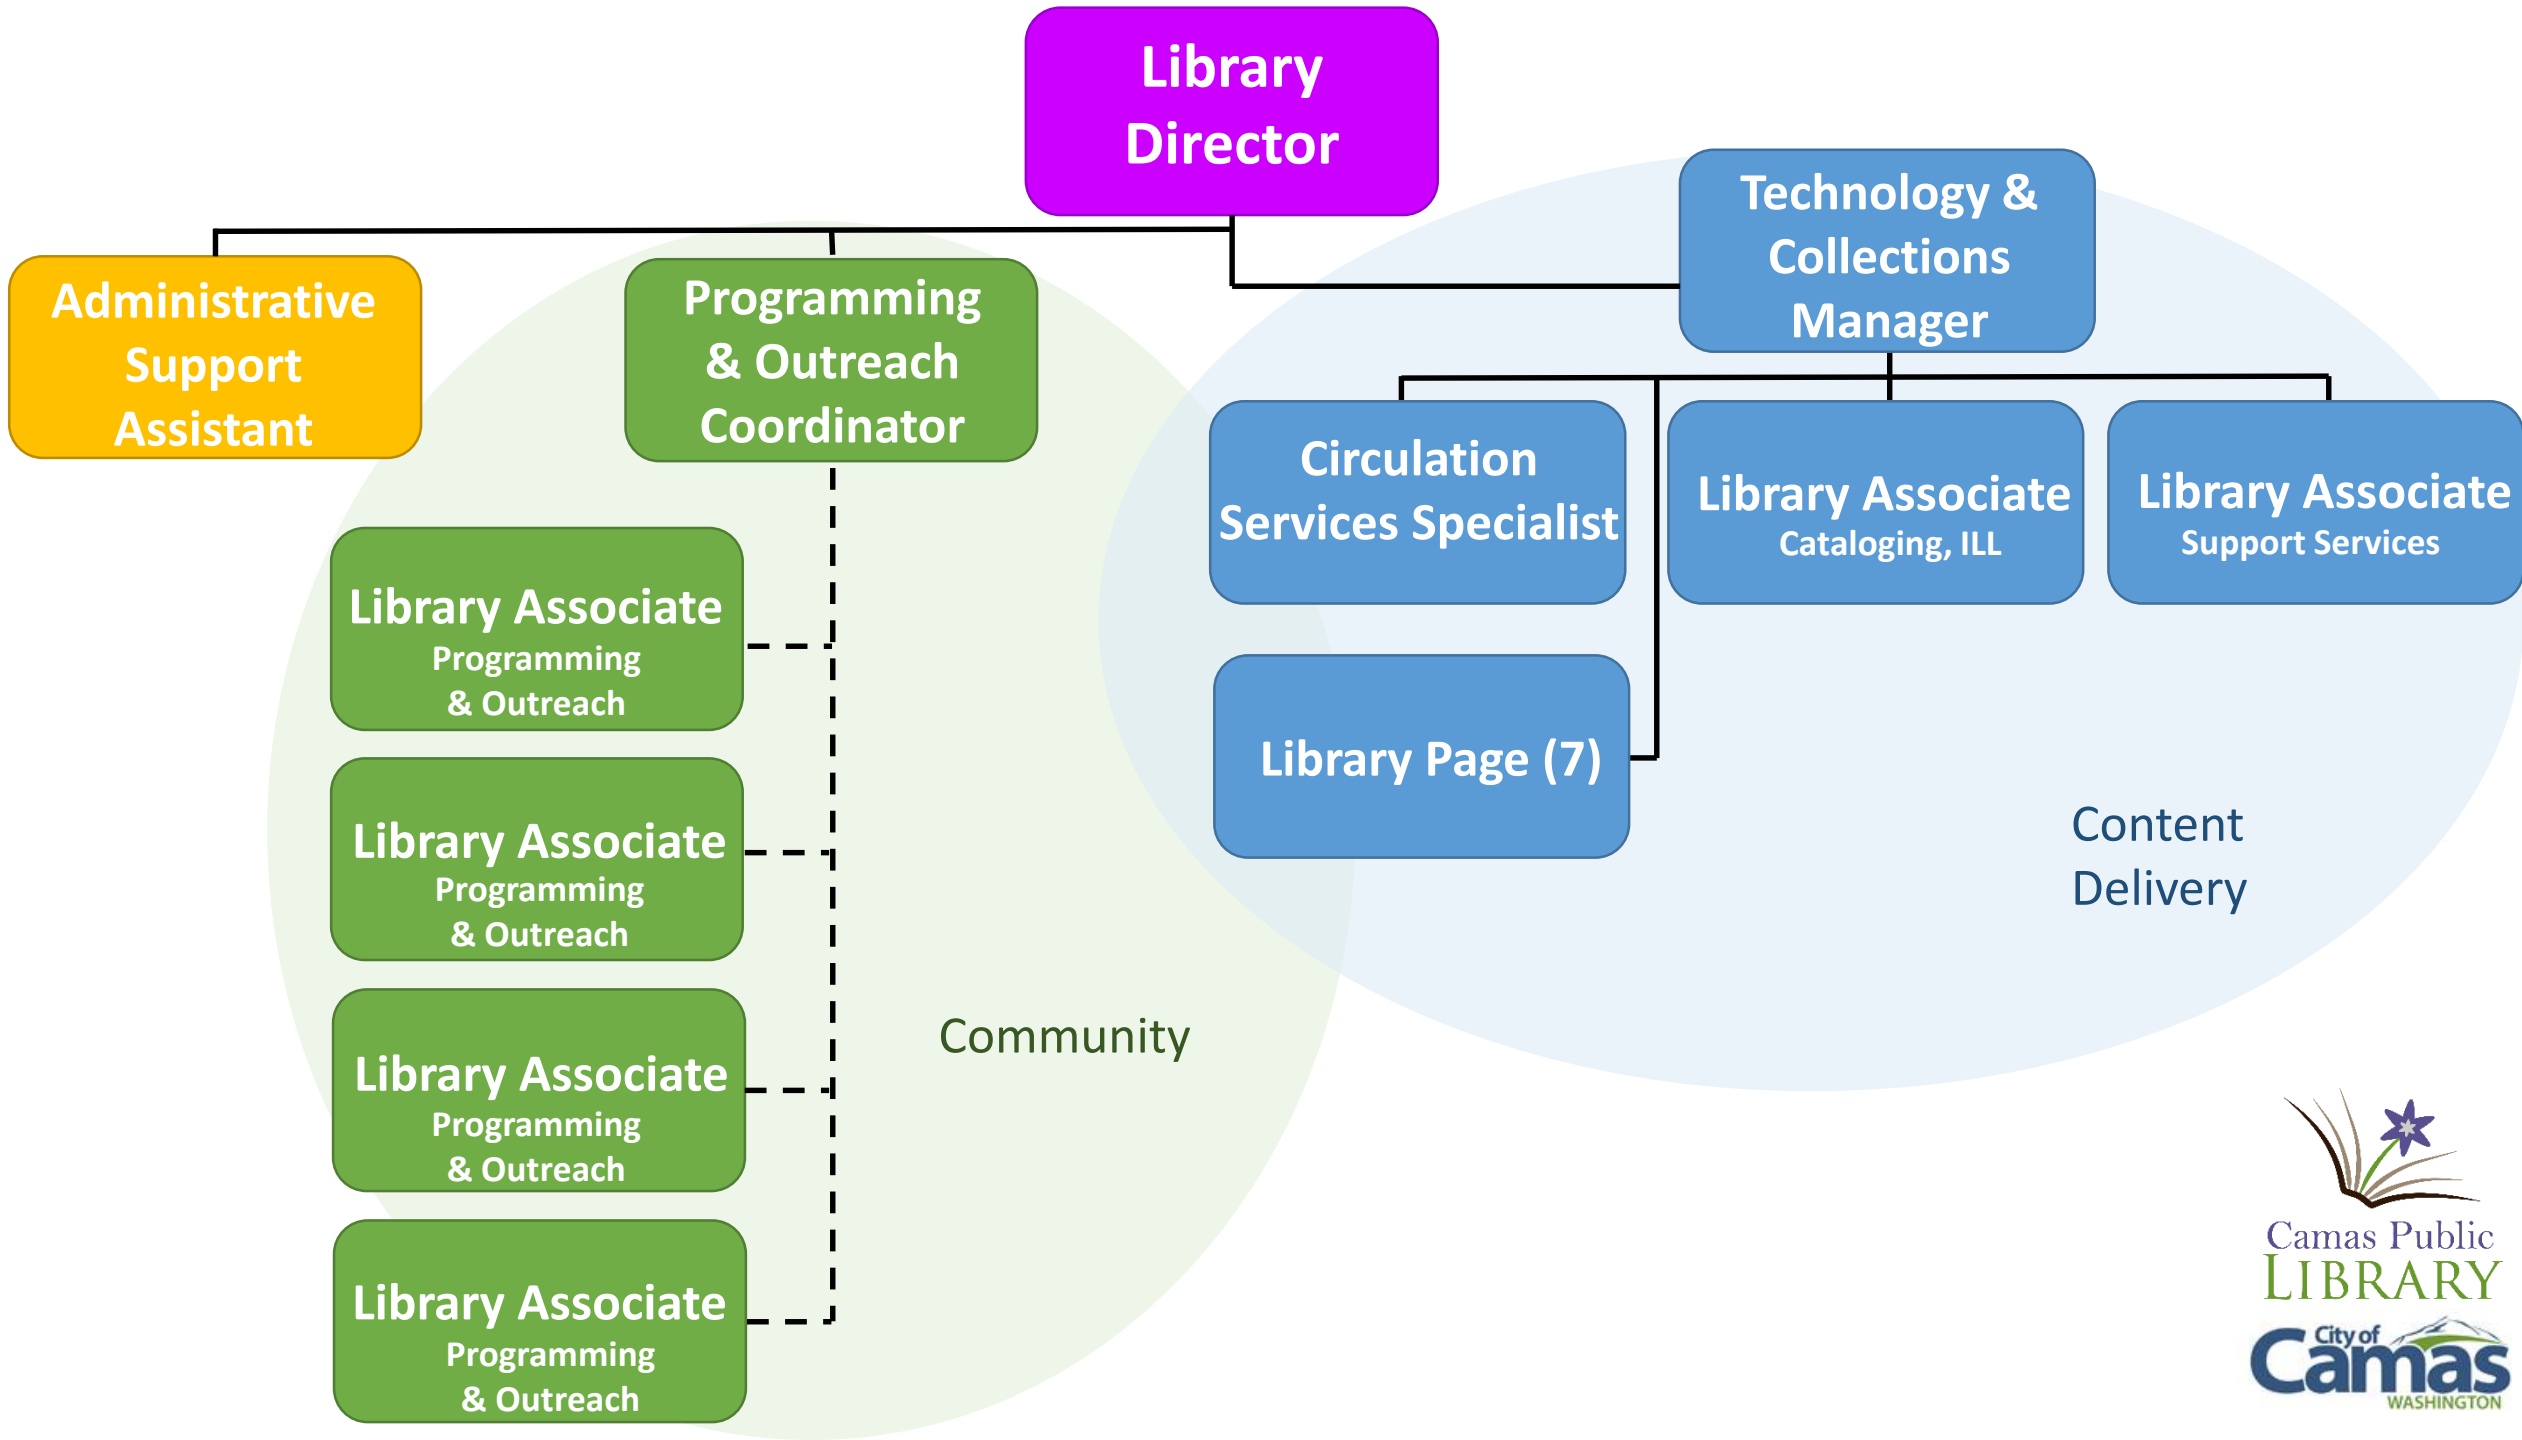 Library
Director
Technology &
Collections
Manager
Administrative
Support
Assistant
Programming
& Outreach
Coordinator
Circulation
Services Specialist
Library Associate
Cataloging, ILL
Library Associate
Support Services
Library Associate
Programming
& Outreach
Library Page (7)
Library Associate
Programming
& Outreach
Content
Delivery
Library Associate
Programming
& Outreach
Community
Library Associate
Programming
& Outreach
Camas Public
LIBRARY
City of
Camas
WASHINGTON